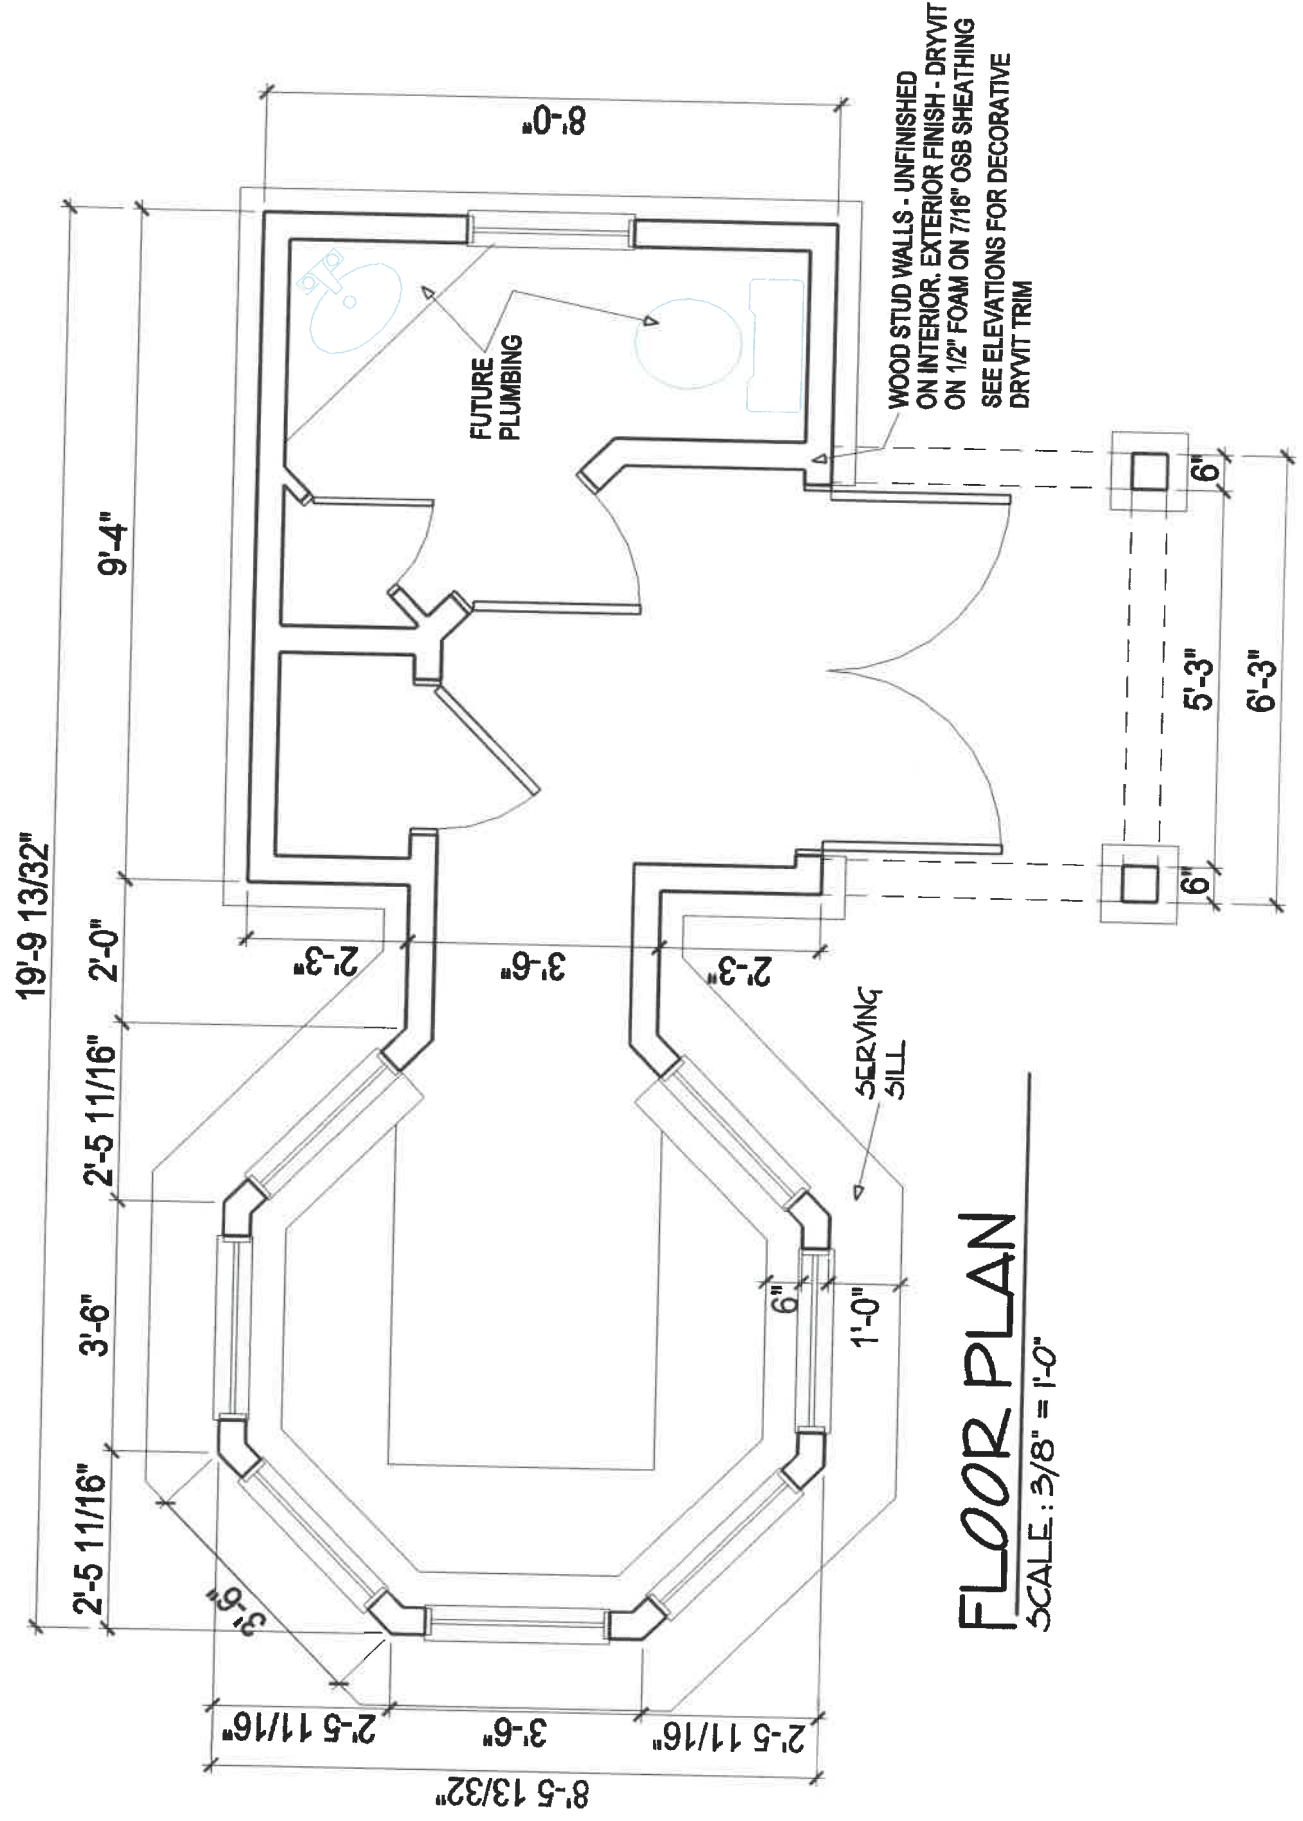 19'-9 13/32"
2'-5 11/16"
3'-6"
2'-5 11/16"
2'-0"
9'-4"
8'-0"
3'-6"
2'-3"
3'-6"
2'-3"
FUTURE
PLUMBING
WOOD STUD WALLS - UNFINISHED
ON INTERIOR. EXTERIOR FINISH - DRYVIT
ON 1/2" FOAM ON 7/16" OSB SHEATHING
SEE ELEVATIONS FOR DECORATIVE
DRYVIT TRIM
2'-5 11/16"
3'-6"
2'-5 11/16"
8'-5 13/32"
6"
1'-0"
SERVING
SILL
6"
5'-3"
6"
6'-3"
FLOOR PLAN
SCALE: 3/8" = 1'-0"